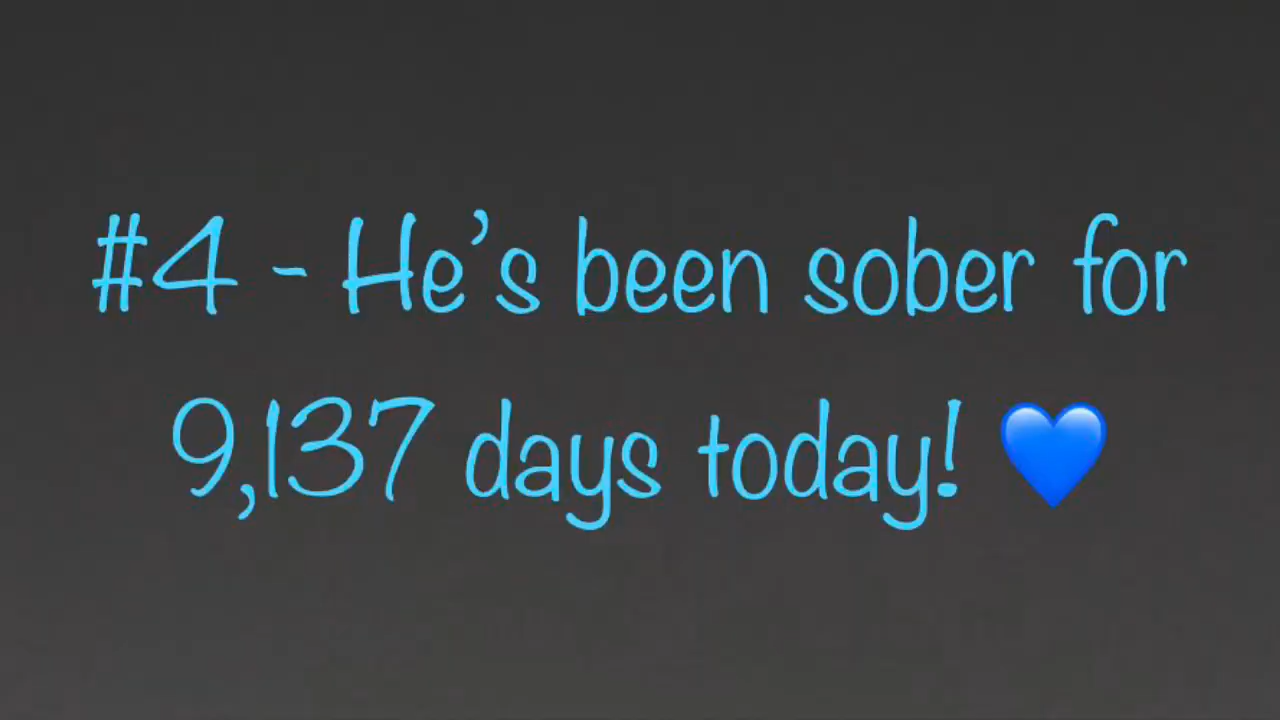 #4 - He’s been sober for
9,137 days today! 💙